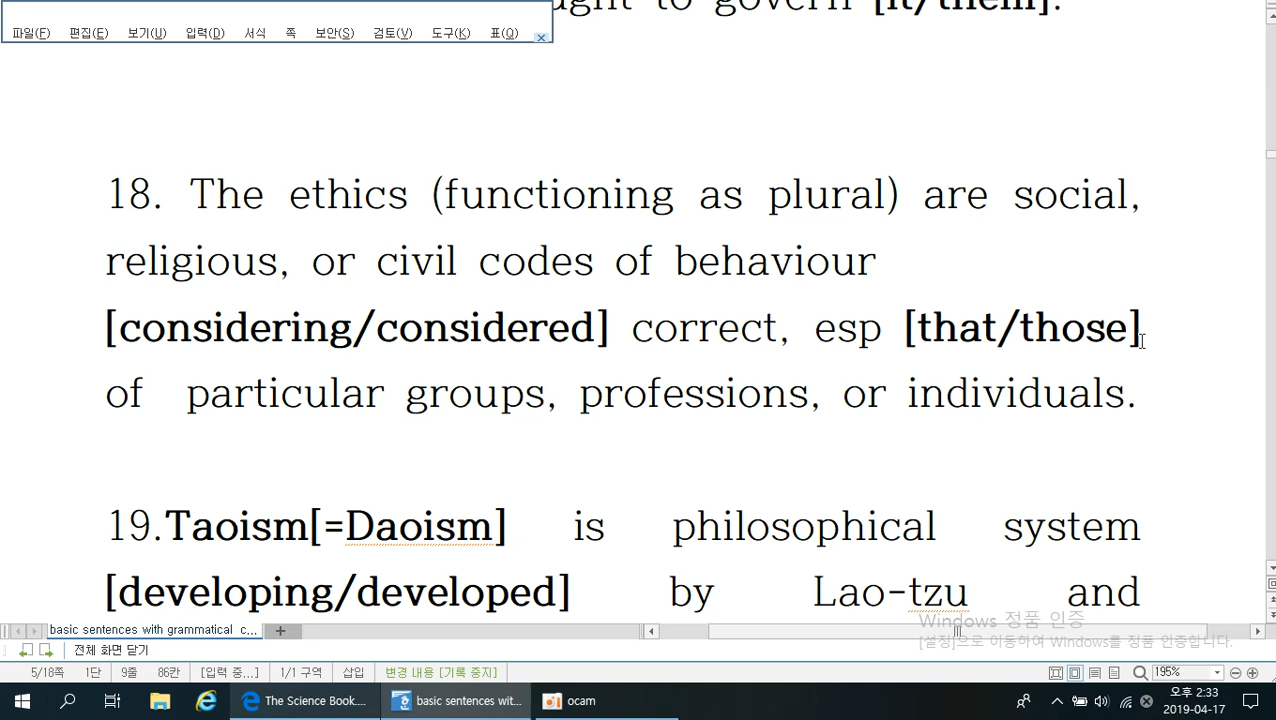 ught to govern [it/them].
파일(F) 편집(E) 보기(U) 입력(D) 서식 쪽 보안(S) 검토(V) 도구(K) 표(Q)
18. The ethics (functioning as plural) are social,
religious, or civil codes of behaviour
[considering/considered] correct, esp [that/those]
of particular groups, professions, or individuals.
19.Taoism[=Daoism] is philosophical system
[developing/developed] by Lao-tzu and
Windows 정품 인증
[설정]으로 이동하여 Windows를 정품 인증합니다.
basic sentences with grammatical c...
전체 화면 닫기
5/18쪽 1단 9줄 86칸 [입력 중...] 1/1 구역 삽입 변경 내용 [기록 중지] 195%
The Science Book.... basic sentences wit... ocam
오후 2:33
2019-04-17